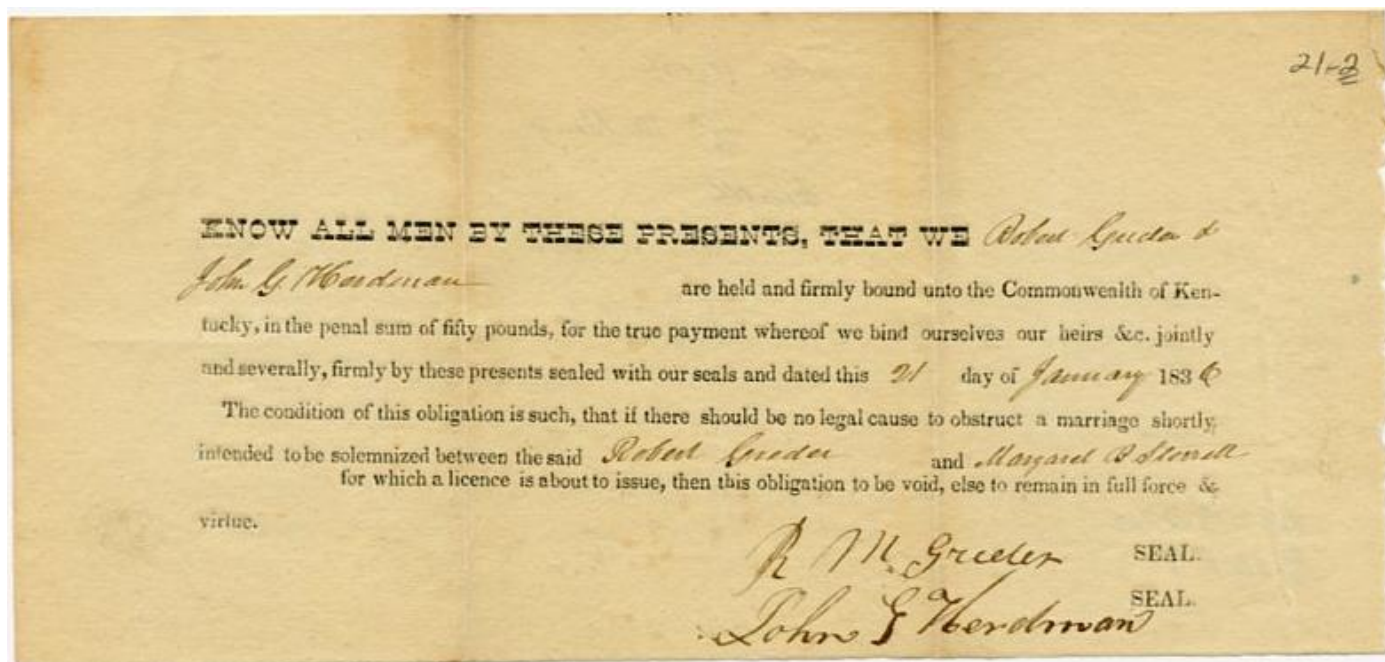 21-2
KNOW ALL MEN BY THESE PRESENTS, THAT WE Robert Greder &
John G. Herdman are held and firmly bound unto the Commonwealth of Ken-
tucky, in the penal sum of fifty pounds, for the true payment whereof we bind ourselves our heirs &c. jointly
and severally, firmly by these presents sealed with our seals and dated this 21 day of January 1836
The condition of this obligation is such, that if there should be no legal cause to obstruct a marriage shortly,
intended to be solemnized between the said Robert Greder and Margaret B
for which a licence is about to issue, then this obligation to be void, else to remain in full force &
virtue.
R M. Grieder SEAL.
John G Herdman SEAL.